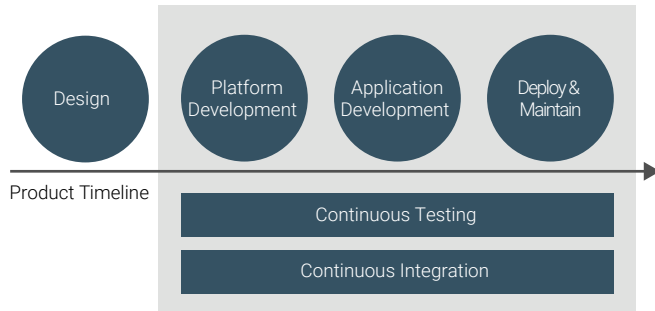 Design
Platform
Development
Application
Development
Deploy &
Maintain
Product Timeline
Continuous Testing
Continuous Integration